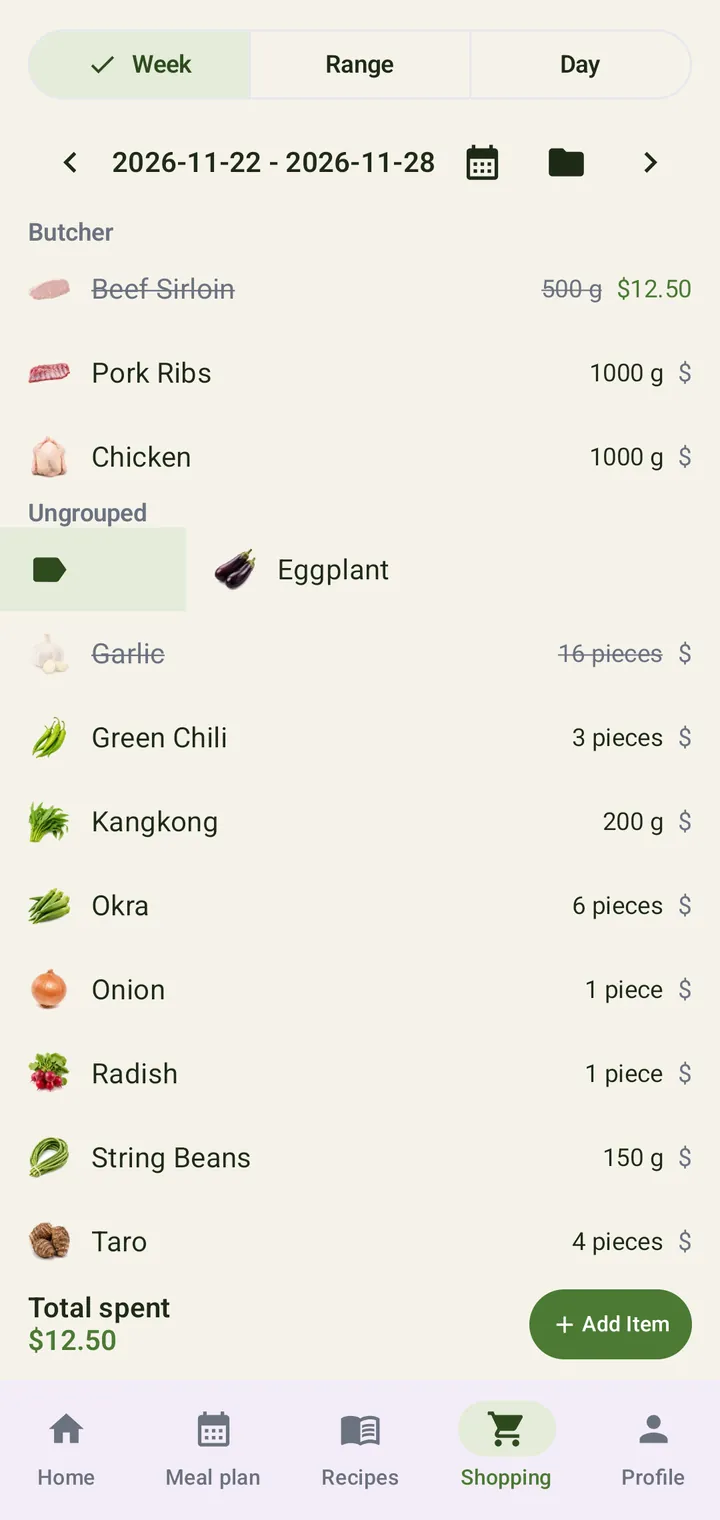 Week Range Day
2026-11-22 - 2026-11-28
Butcher
Beef Sirloin 500 g $12.50
Pork Ribs 1000 g $
Chicken 1000 g $
Ungrouped
Eggplant
Garlic 16 pieces $
Green Chili 3 pieces $
Kangkong 200 g $
Okra 6 pieces $
Onion 1 piece $
Radish 1 piece $
String Beans 150 g $
Taro 4 pieces $
Total spent
$12.50
+ Add Item
Home Meal plan Recipes Shopping Profile